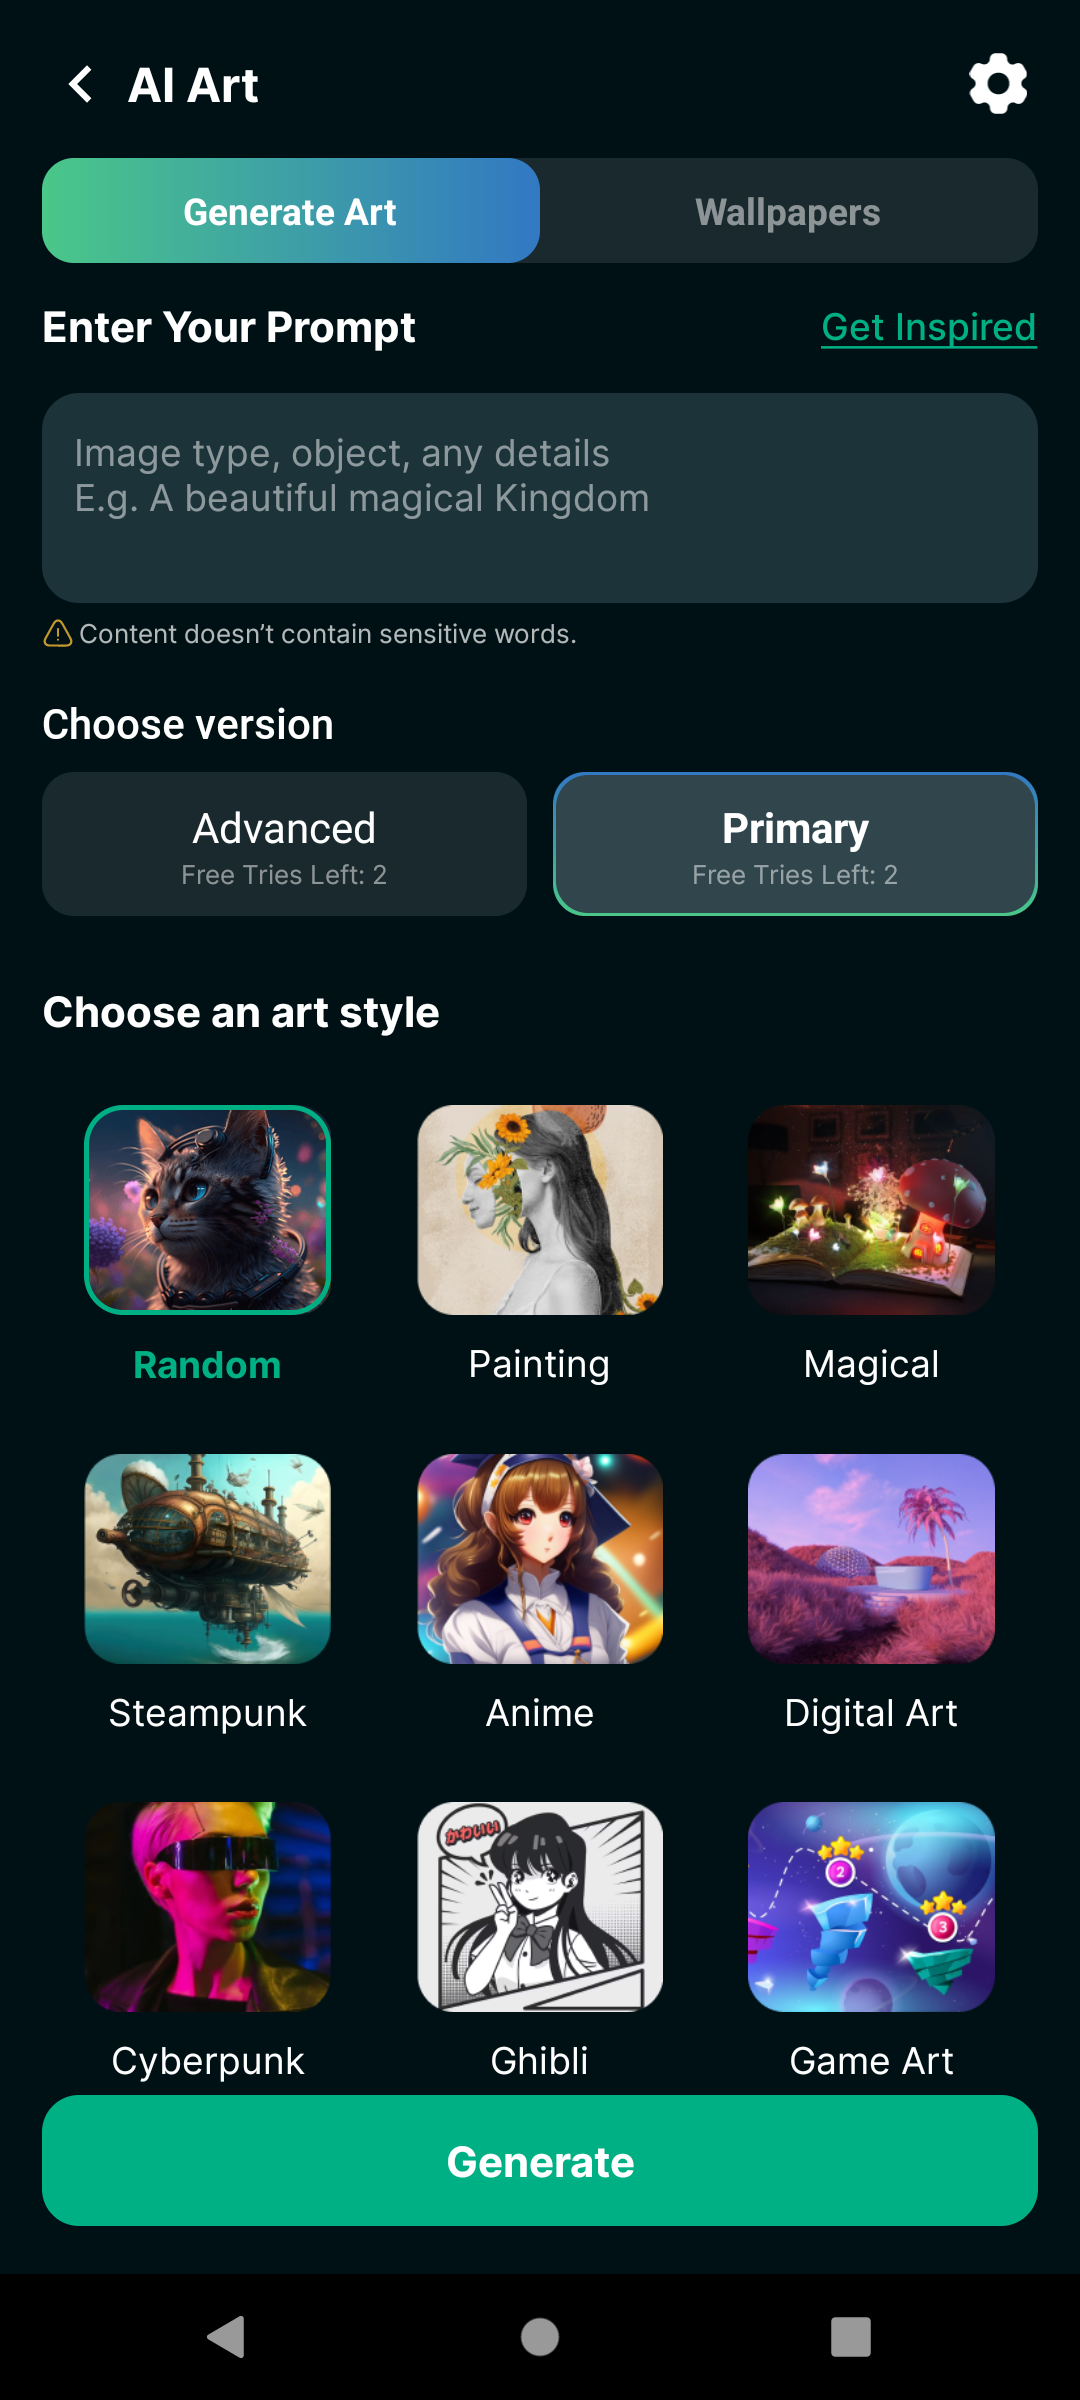 AI Art
Generate Art
Wallpapers
Enter Your Prompt
Get Inspired
Image type, object, any details
E.g. A beautiful magical Kingdom
Content doesn’t contain sensitive words.
Choose version
Advanced
Free Tries Left: 2
Primary
Free Tries Left: 2
Choose an art style
Random
Painting
Magical
Steampunk
Anime
Digital Art
かわいい
2
3
Cyberpunk
Ghibli
Game Art
Generate